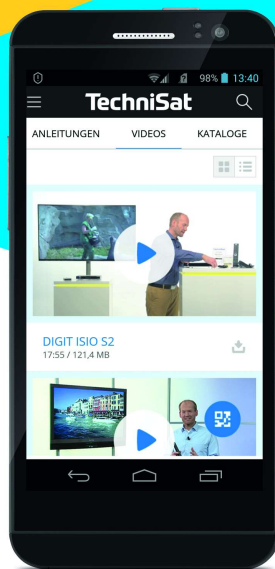 98% 13:40
TechniSat
ANLEITUNGEN VIDEOS KATALOGE
DIGIT ISIO S2
17:55 / 121,4 MB